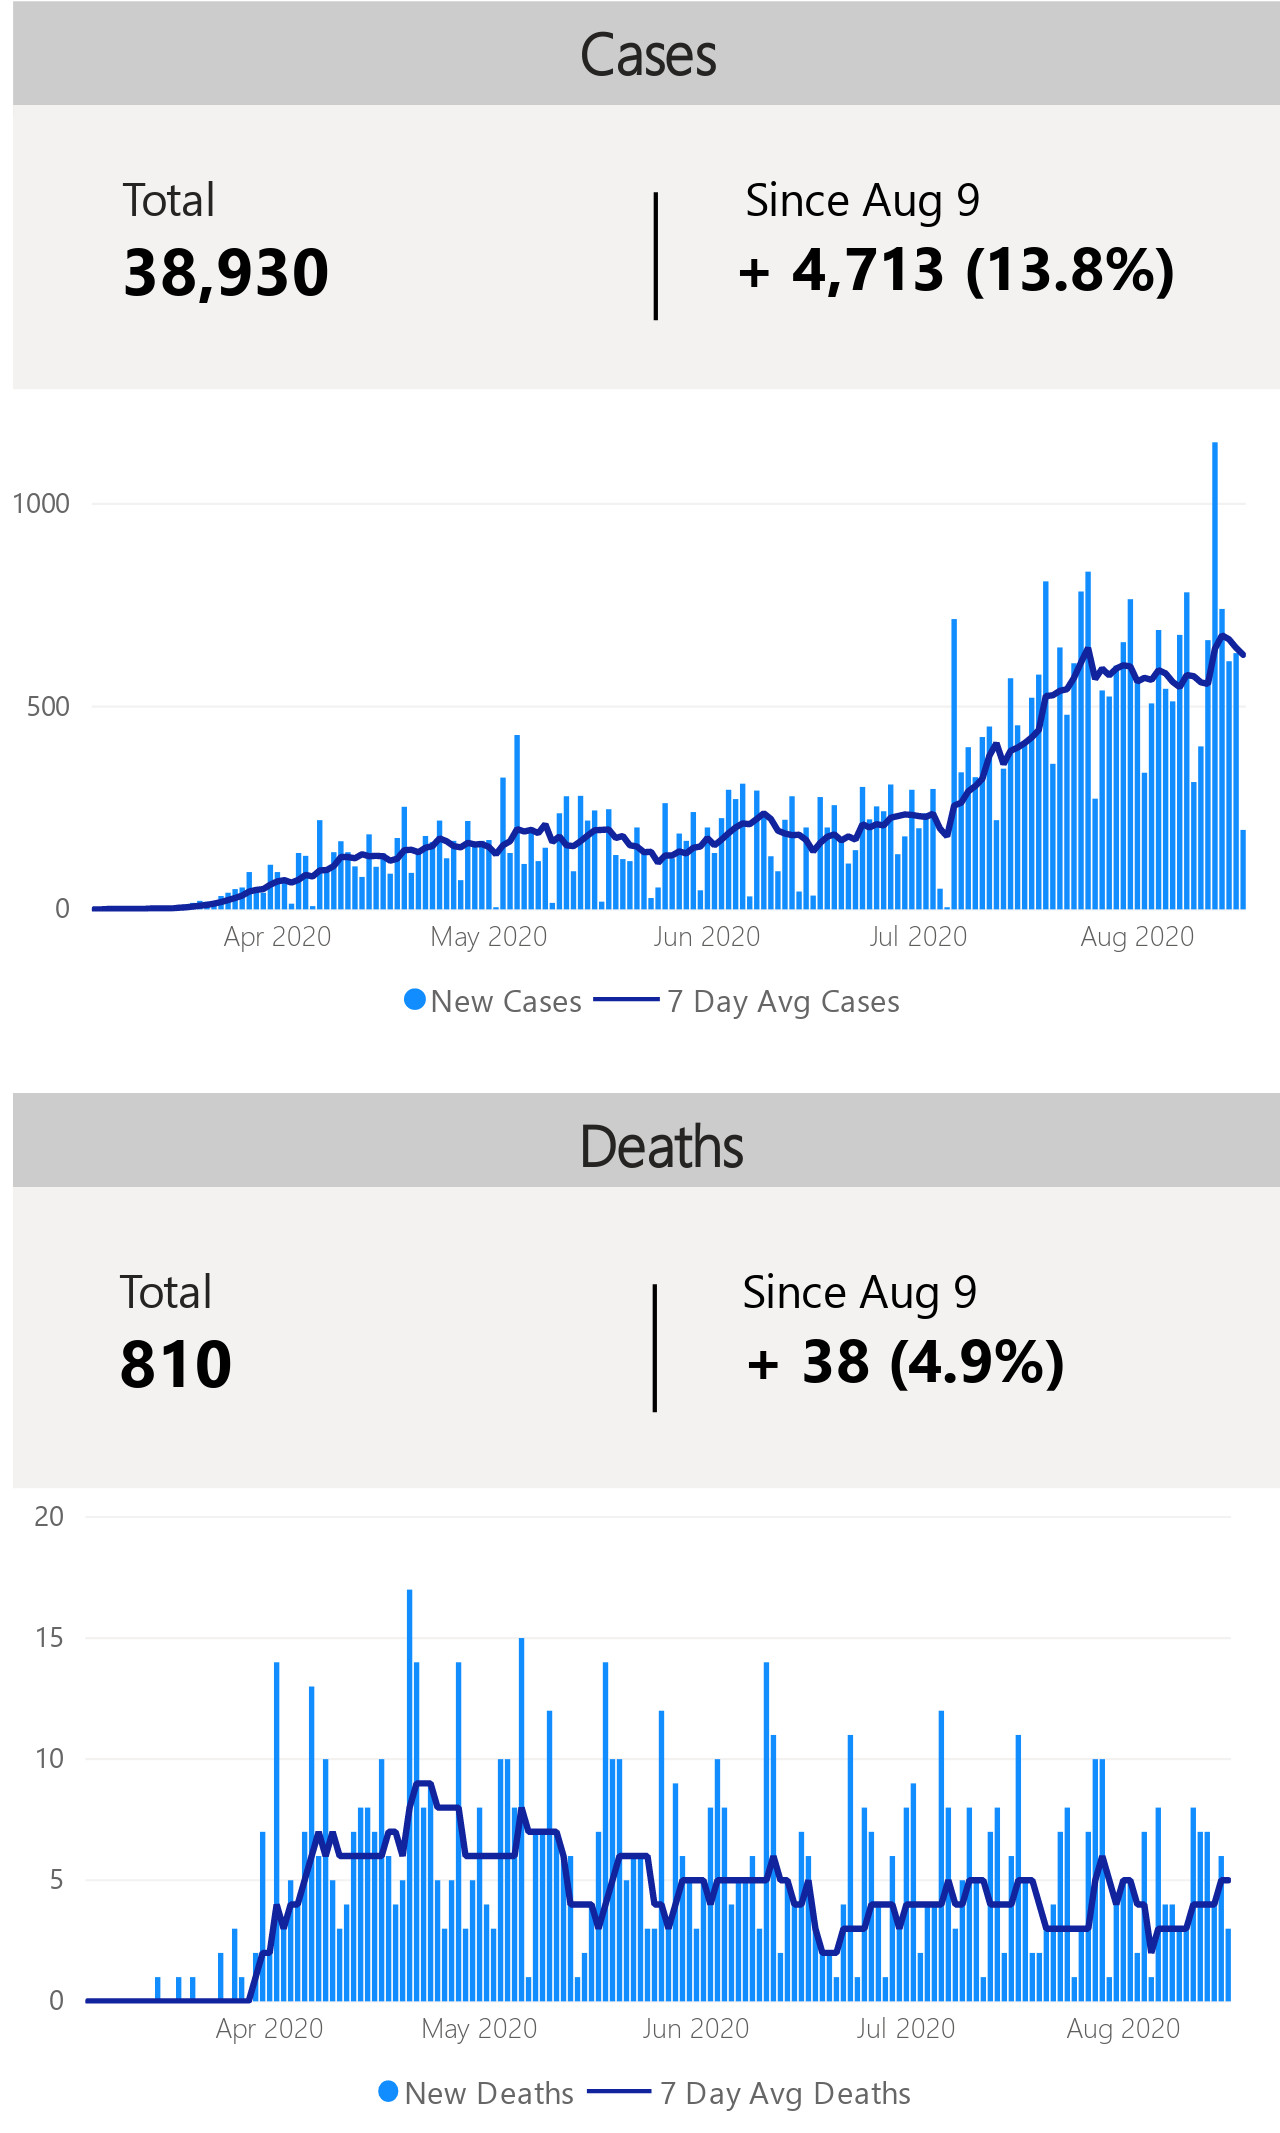 Cases
Total
Since Aug 9
38,930
+ 4,713 (13.8%)
1000
500
0
Apr 2020
May 2020
Jun 2020
Jul 2020
Aug 2020
New Cases
7 Day Avg Cases
Deaths
Total
Since Aug 9
810
+ 38 (4.9%)
20
15
10
5
0
Apr 2020
May 2020
Jun 2020
Jul 2020
Aug 2020
New Deaths
7 Day Avg Deaths